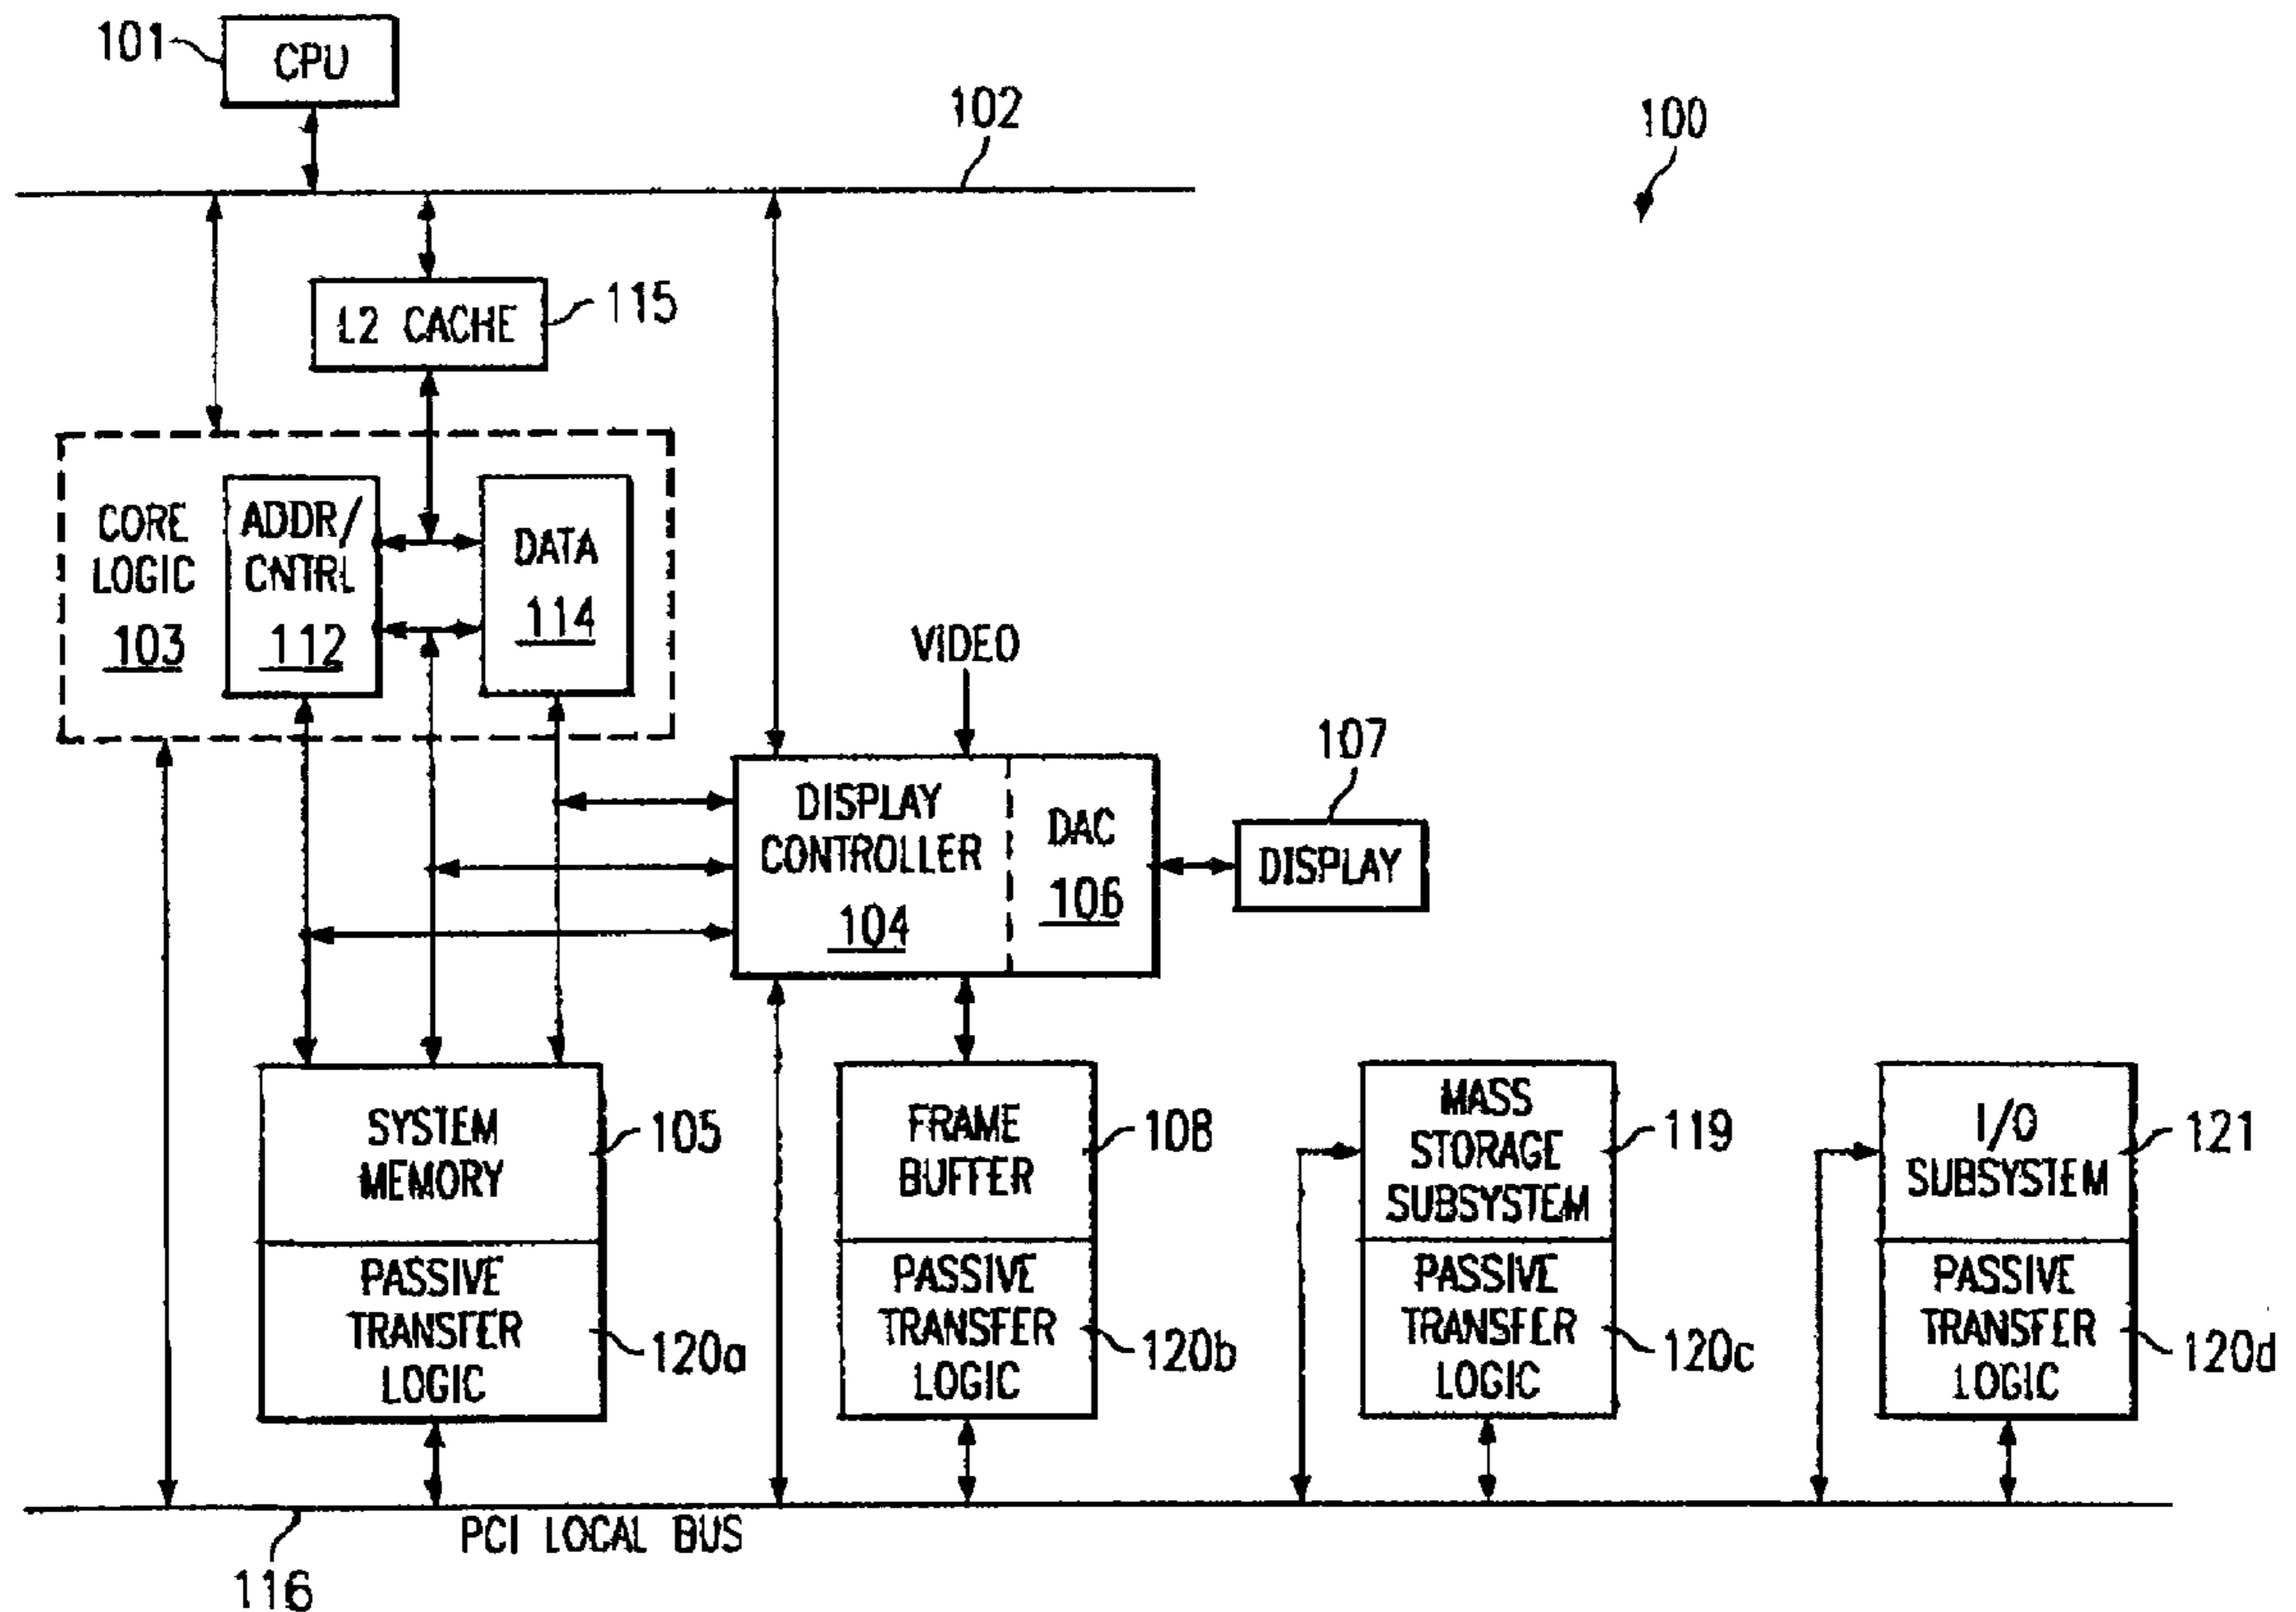 101
CPU
102
100
L2 CACHE
115
CORE
LOGIC
103
ADDR/
CNTRL
112
DATA
114
VIDEO
DISPLAY
CONTROLLER
104
DAC
106
107
DISPLAY
SYSTEM
MEMORY
105
PASSIVE
TRANSFER
LOGIC
120a
FRAME
BUFFER
108
PASSIVE
TRANSFER
LOGIC
120b
MASS
STORAGE
SUBSYSTEM
119
PASSIVE
TRANSFER
LOGIC
120c
I/O
SUBSYSTEM
121
PASSIVE
TRANSFER
LOGIC
120d
PCI LOCAL BUS
116